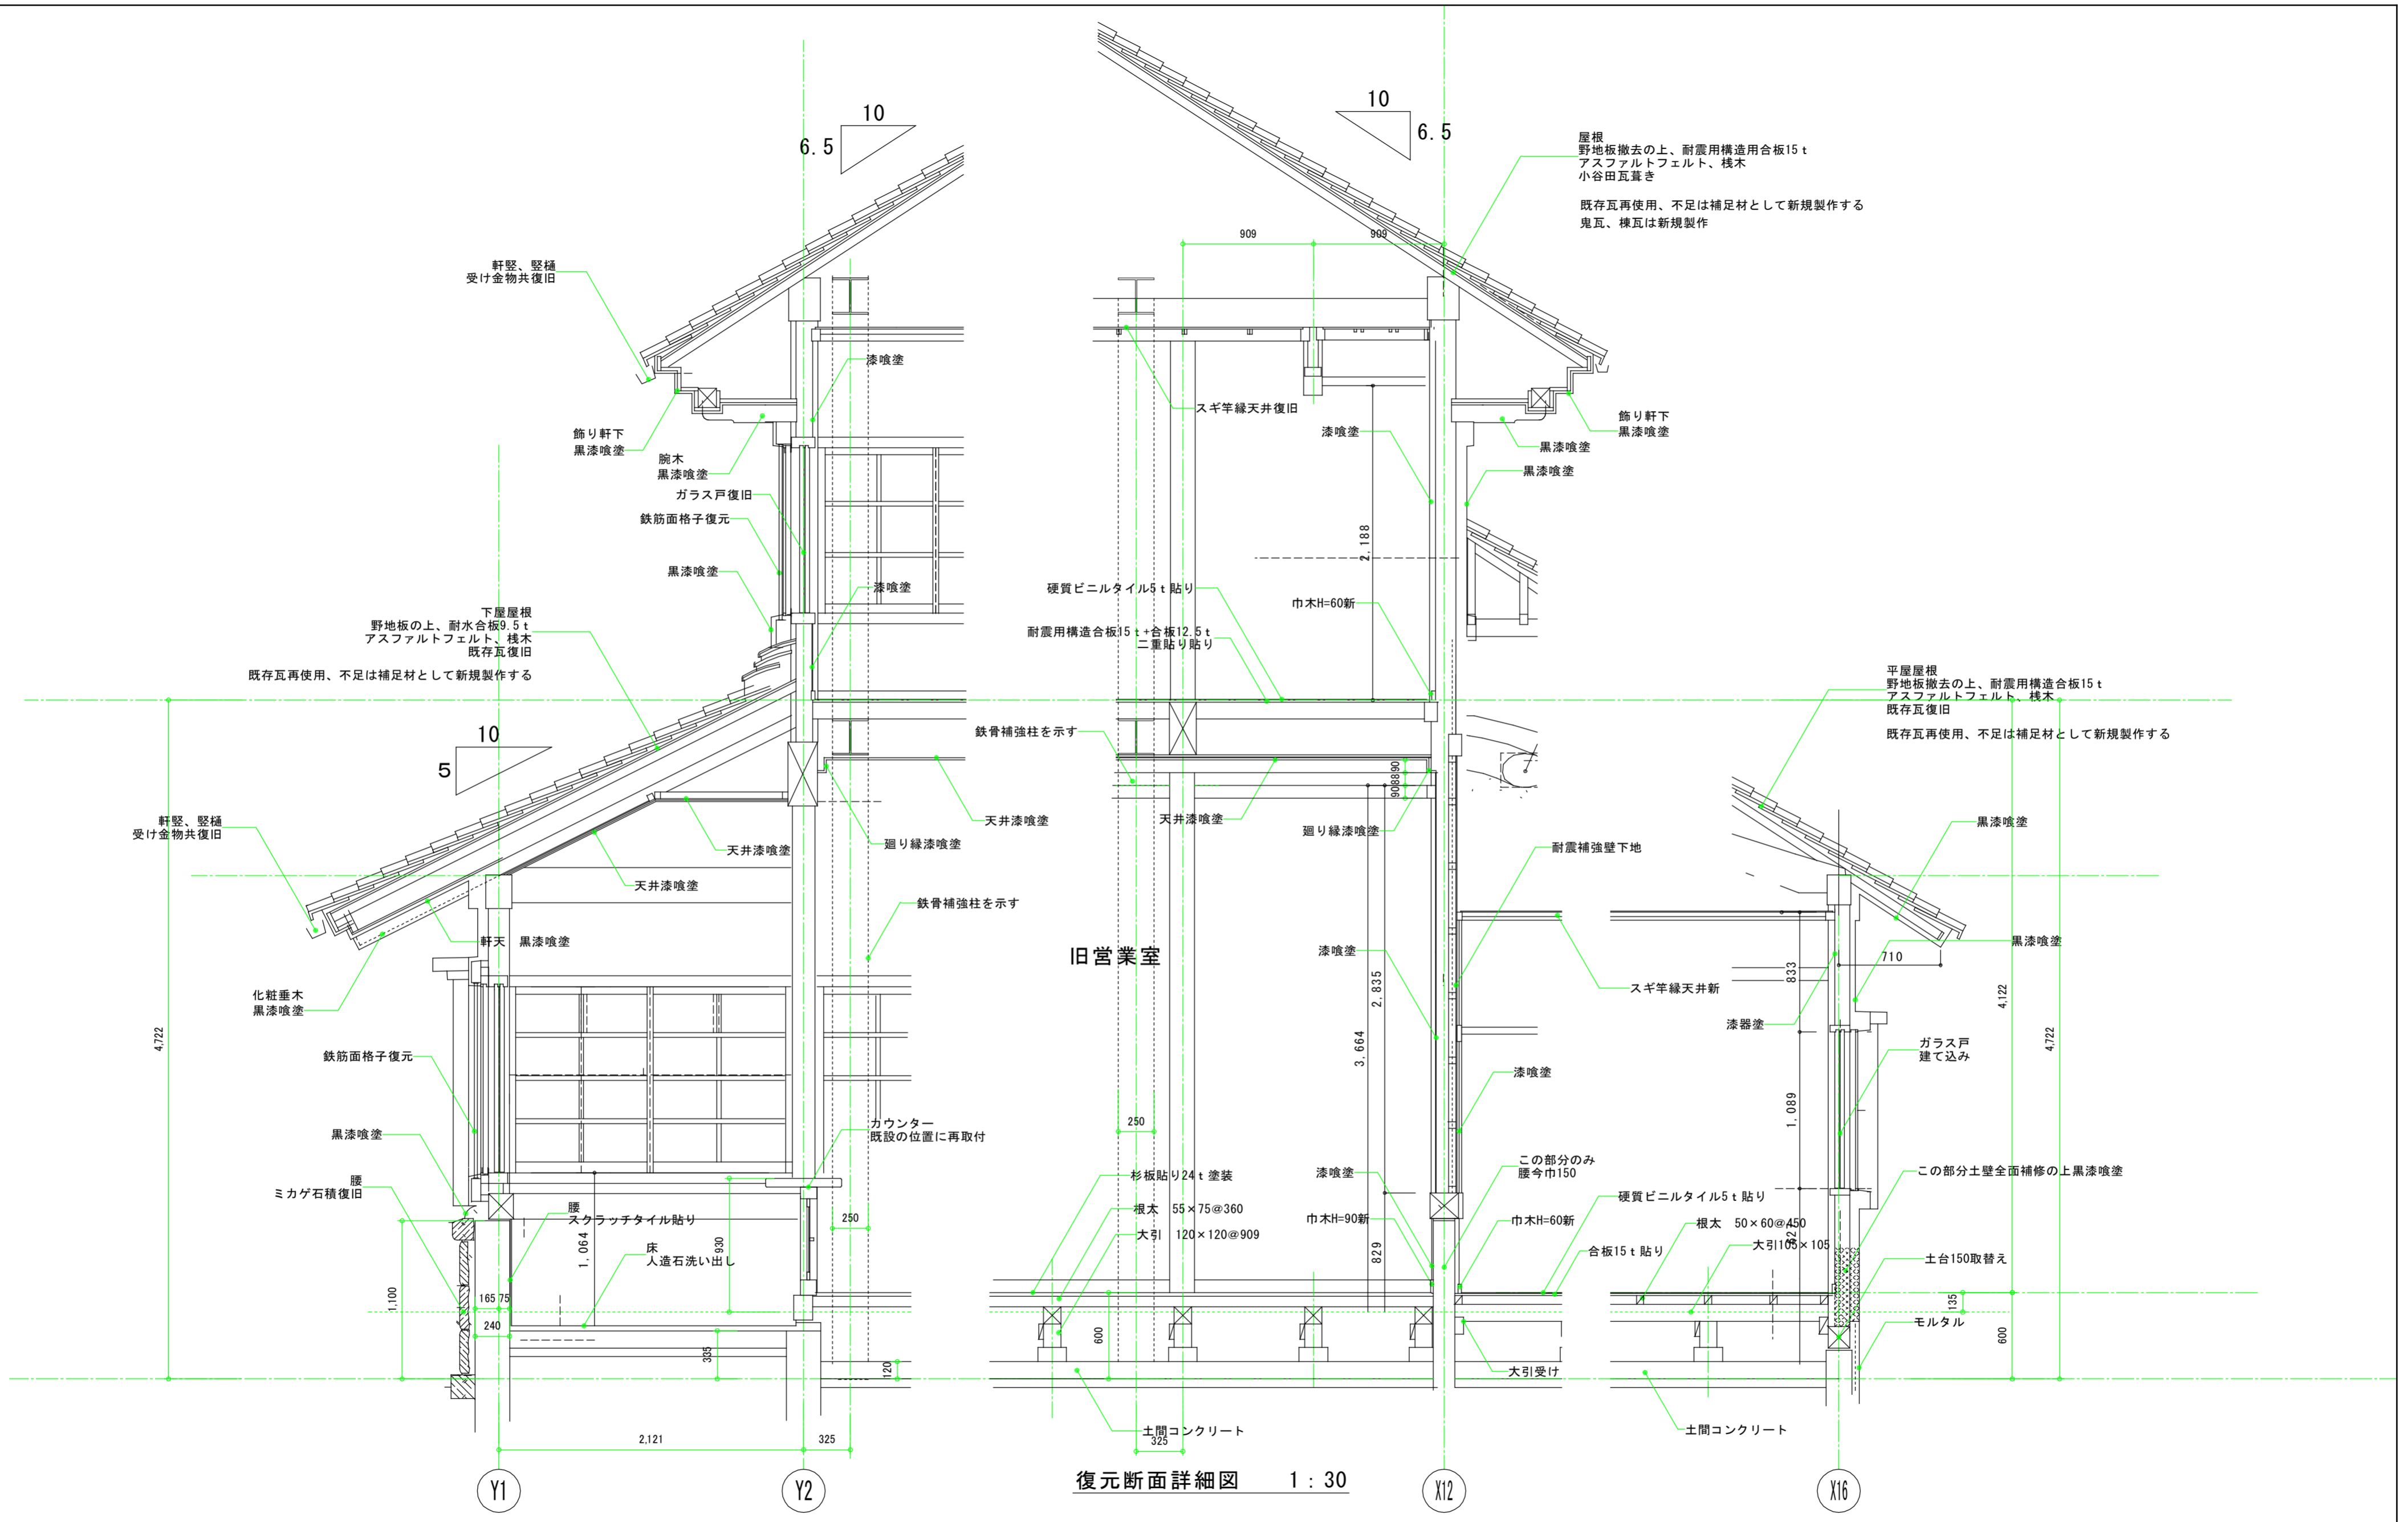 10
6.5
10
6.5
屋根
野地板撤去の上、耐震用構造用合板15ｔ
アスファルトフェルト、桟木
小谷田瓦葺き
既存瓦再使用、不足は補足材として新規製作する
鬼瓦、棟瓦は新規製作
909
909
軒竪、竪樋
受け金物共復旧
漆喰塗
スギ竿縁天井復旧
飾り軒下
黒漆喰塗
飾り軒下
黒漆喰塗
漆喰塗
黒漆喰塗
腕木
黒漆喰塗
黒漆喰塗
ガラス戸復旧
鉄筋面格子復元
2,188
黒漆喰塗
漆喰塗
硬質ビニルタイル5ｔ貼り
巾木H=60新
下屋屋根
野地板の上、耐水合板9.5ｔ
アスファルトフェルト、桟木
既存瓦復旧
既存瓦再使用、不足は補足材として新規製作する
耐震用構造合板15ｔ+合板12.5ｔ
二重貼り貼り
平屋屋根
野地板撤去の上、耐震用構造合板15ｔ
アスファルトフェルト、桟木
既存瓦復旧
既存瓦再使用、不足は補足材として新規製作する
10
5
鉄骨補強柱を示す
90
88
90
軒竪、竪樋
受け金物共復旧
天井漆喰塗
天井漆喰塗
廻り縁漆喰塗
黒漆喰塗
天井漆喰塗
廻り縁漆喰塗
耐震補強壁下地
天井漆喰塗
鉄骨補強柱を示す
軒天　黒漆喰塗
旧営業室
漆喰塗
黒漆喰塗
710
833
化粧垂木
黒漆喰塗
2,835
スギ竿縁天井新
4,122
漆器塗
4,722
3,664
4,722
鉄筋面格子復元
ガラス戸
建て込み
漆喰塗
1,089
黒漆喰塗
カウンター
既設の位置に再取付
250
腰
ミカゲ石積復旧
杉板貼り24ｔ塗装
漆喰塗
この部分のみ
腰今巾150
この部分土壁全面補修の上黒漆喰塗
腰
スクラッチタイル貼り
250
根太　55×75@360
巾木H=90新
巾木H=60新
硬質ビニルタイル5ｔ貼り
根太　50×60@450
1,064
930
床
人造石洗い出し
大引　120×120@909
829
合板15ｔ貼り
大引105×105
土台150取替え
1,100
165
75
240
335
120
600
135
モルタル
600
大引受け
2,121
325
土間コンクリート
325
土間コンクリート
復元断面詳細図　1：30
Y1
Y2
X12
X16